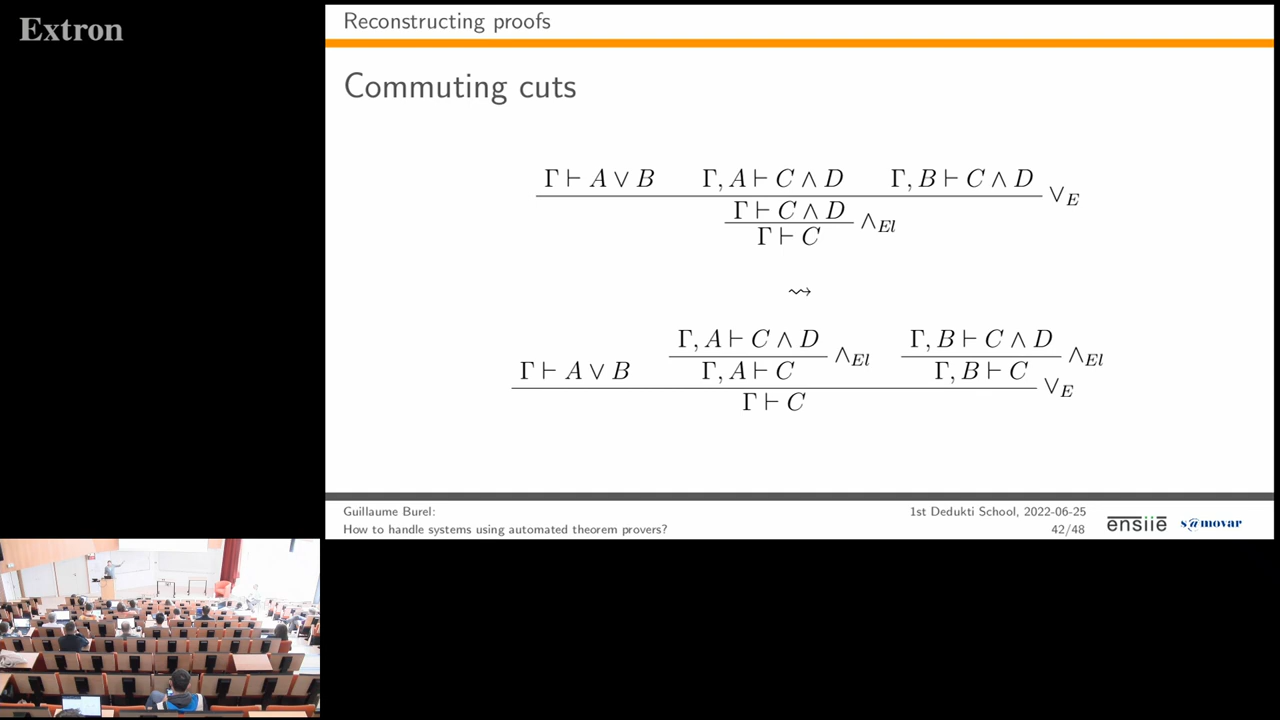 Extron
Reconstructing proofs
Commuting cuts
Γ ⊢ A ∨ B Γ, A ⊢ C ∧ D Γ, B ⊢ C ∧ D ∨E
Γ ⊢ C ∧ D ∧El
Γ ⊢ C
⇝
Γ, A ⊢ C ∧ D ∧El Γ, B ⊢ C ∧ D ∧El
Γ ⊢ A ∨ B Γ, A ⊢ C Γ, B ⊢ C ∨E
Γ ⊢ C
Guillaume Burel: 1st Dedukti School, 2022-06-25
How to handle systems using automated theorem provers? 42/48
ensiie s@movar